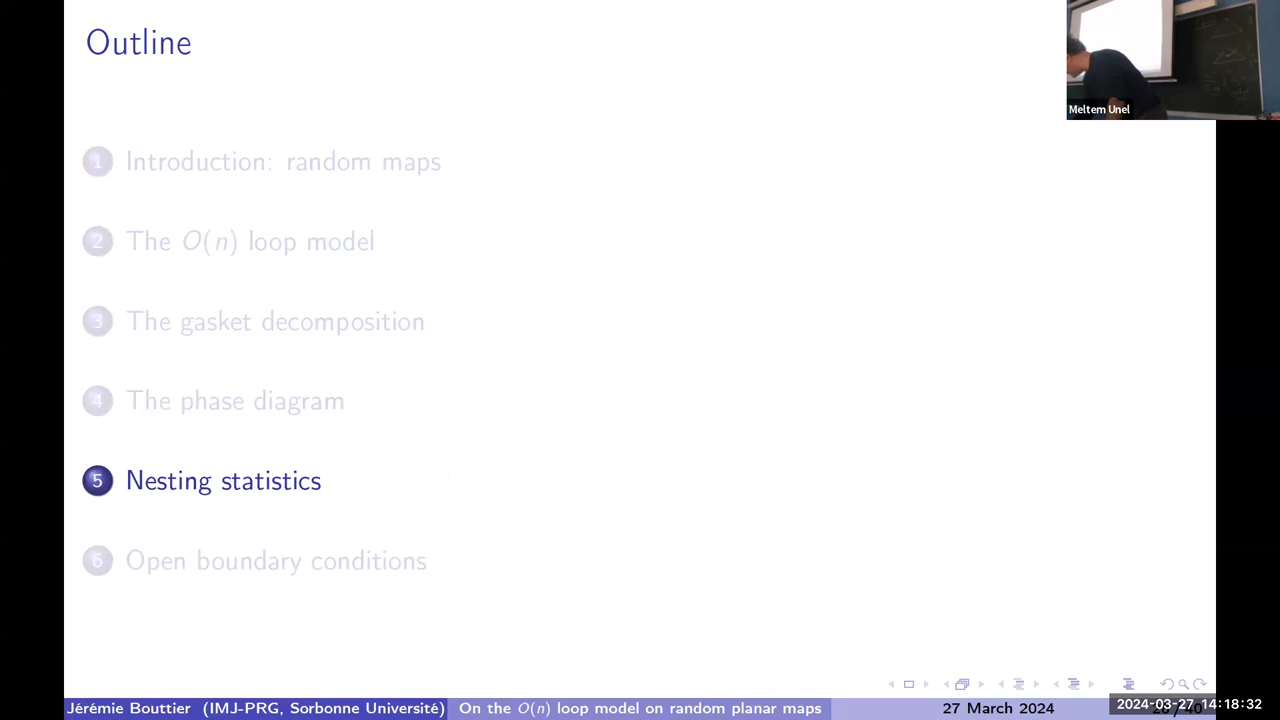 Outline
Meltem Unel
1 Introduction: random maps
2 The O(n) loop model
3 The gasket decomposition
4 The phase diagram
5 Nesting statistics
6 Open boundary conditions
Jérémie Bouttier (IMJ-PRG, Sorbonne Université) On the O(n) loop model on random planar maps 27 March 2024
2024-03-27 14:18:32